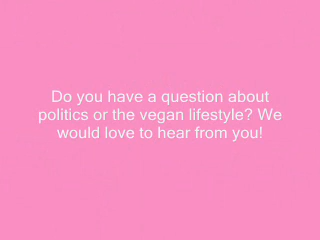 Do you have a question about
politics or the vegan lifestyle? We
would love to hear from you!